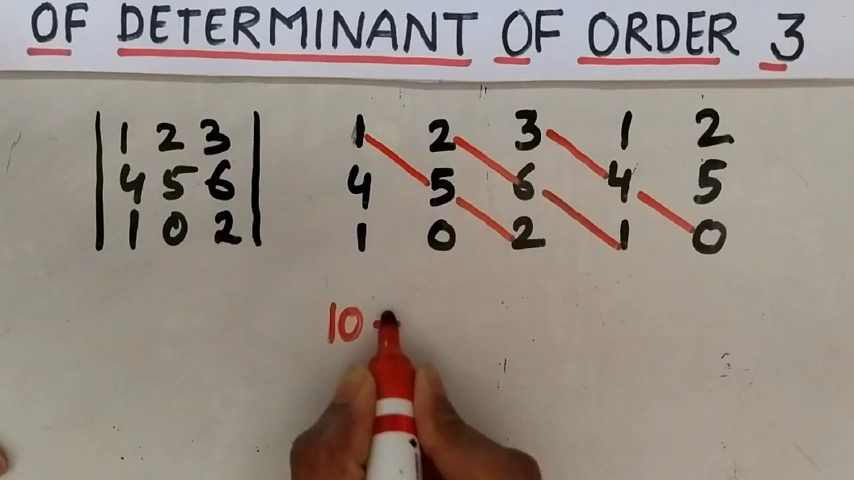 OF DETERMINANT OF ORDER 3
1 2 3 1 2 3 1 2
4 5 6 4 5 6 4 5
1 0 2 1 0 2 1 0
10